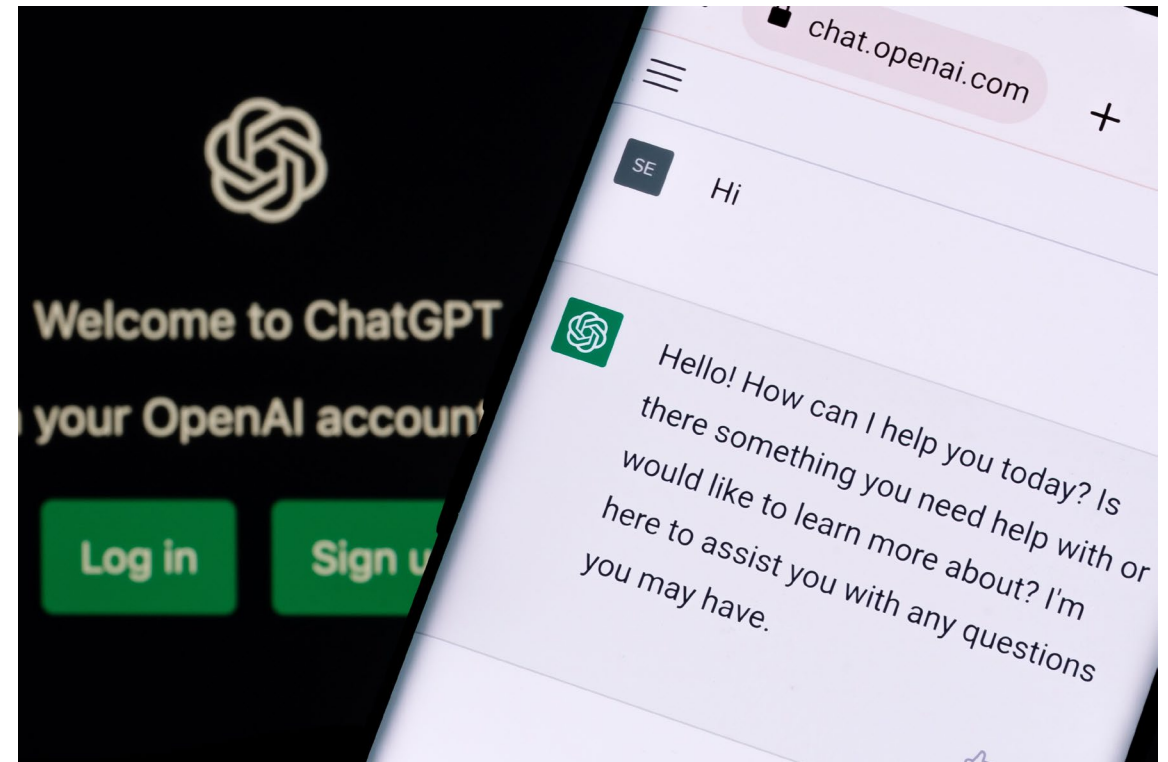 Welcome to ChatGPT
your OpenAI account
Log in
Sign u
chat.openai.com
SE
Hi
Hello! How can I help you today? Is
there something you need help with or
would like to learn more about? I'm
here to assist you with any questions
you may have.